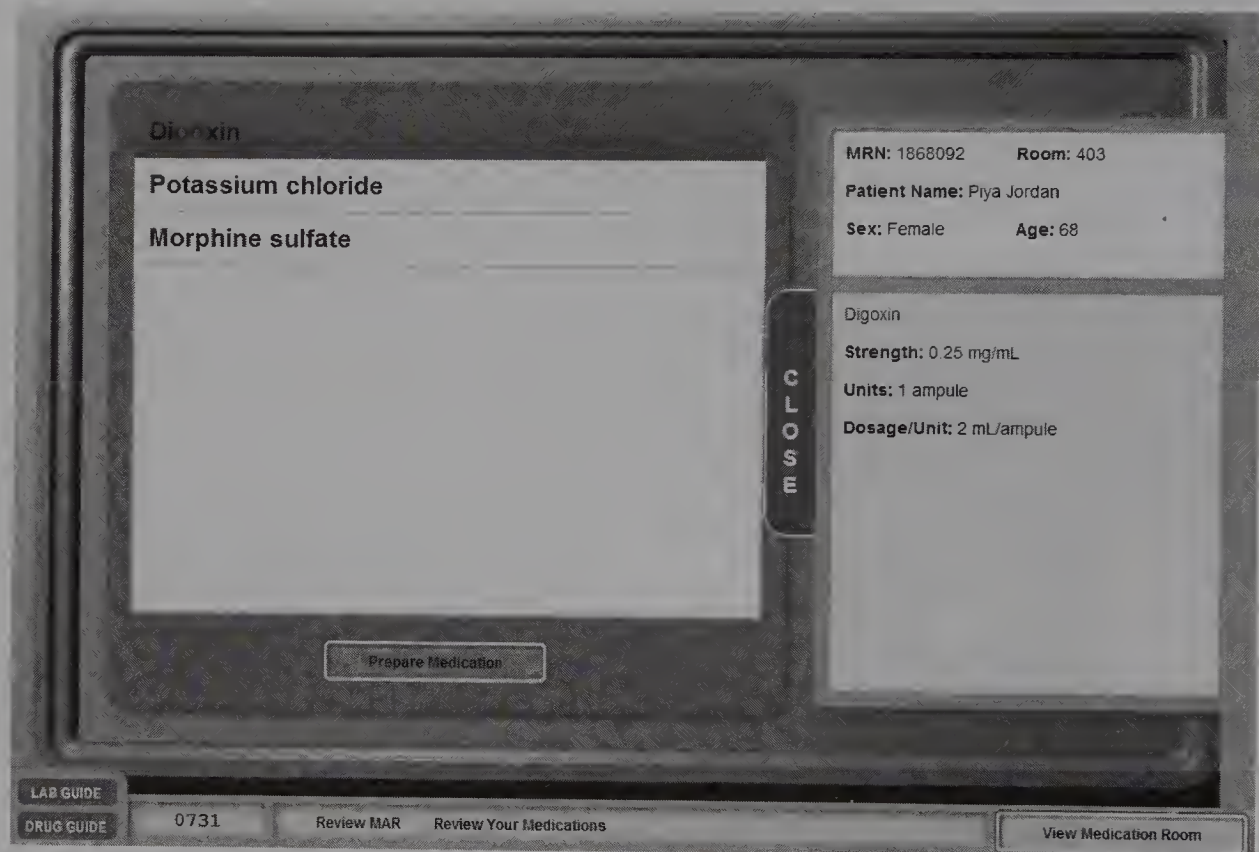 Digoxin
Potassium chloride
Morphine sulfate
Prepare Medication
CLOSE
MRN: 1868092 Room: 403
Patient Name: Piya Jordan
Sex: Female Age: 68
Digoxin
Strength: 0.25 mg/mL
Units: 1 ampule
Dosage/Unit: 2 mL/ampule
LAB GUIDE
DRUG GUIDE
0731
Review MAR Review Your Medications
View Medication Room